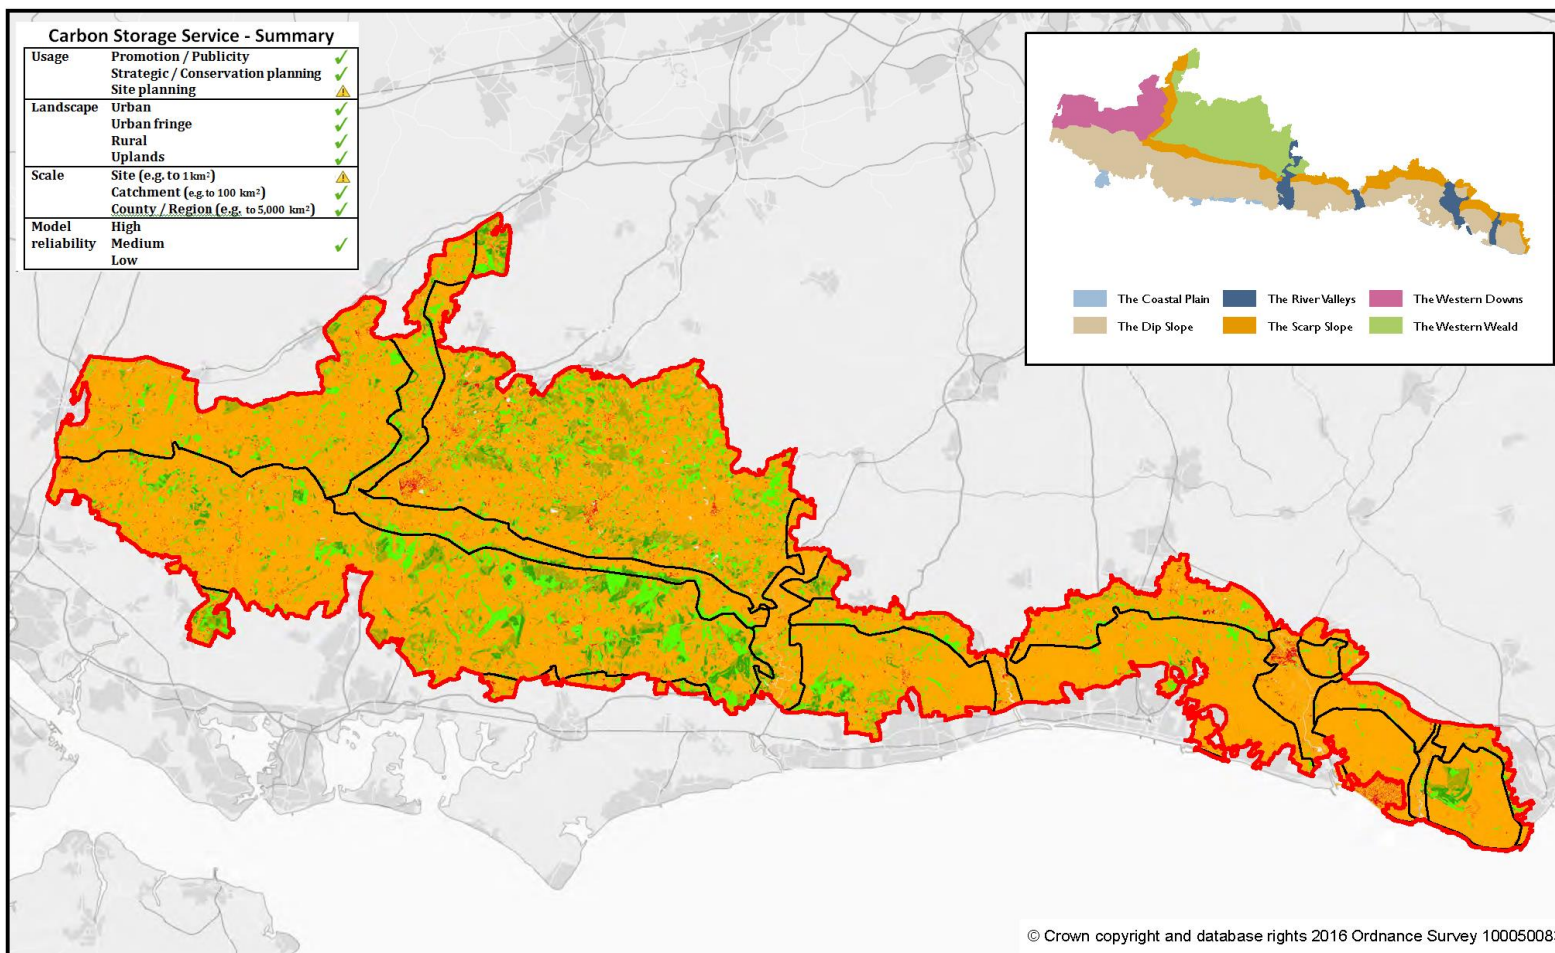 Carbon Storage Service - Summary
Usage Promotion / Publicity ✓
Strategic / Conservation planning ✓
Site planning ⚠
Landscape Urban ✓
Urban fringe ✓
Rural ✓
Uplands ✓
Scale Site (e.g. to 1 km²) ⚠
Catchment (e.g. to 100 km²) ✓
County / Region (e.g. to 5,000 km²) ✓
Model High
reliability Medium ✓
Low
The Coastal Plain The River Valleys The Western Downs
The Dip Slope The Scarp Slope The Western Weald
© Crown copyright and database rights 2016 Ordnance Survey 10005008